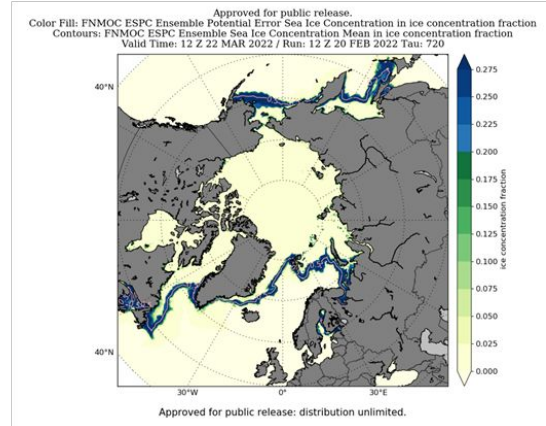 Approved for public release.
Color Fill: FNMOC ESPC Ensemble Potential Error Sea Ice Concentration in ice concentration fraction
Contours: FNMOC ESPC Ensemble Sea Ice Concentration Mean in ice concentration fraction
Valid Time: 12 Z 22 MAR 2022 / Run: 12 Z 20 FEB 2022 Tau: 720
40°N
40°N
30°W
0°
30°E
0.275
0.250
0.225
0.200
0.175
0.150
0.125
0.100
0.075
0.050
0.025
0.000
ice concentration fraction
Approved for public release: distribution unlimited.